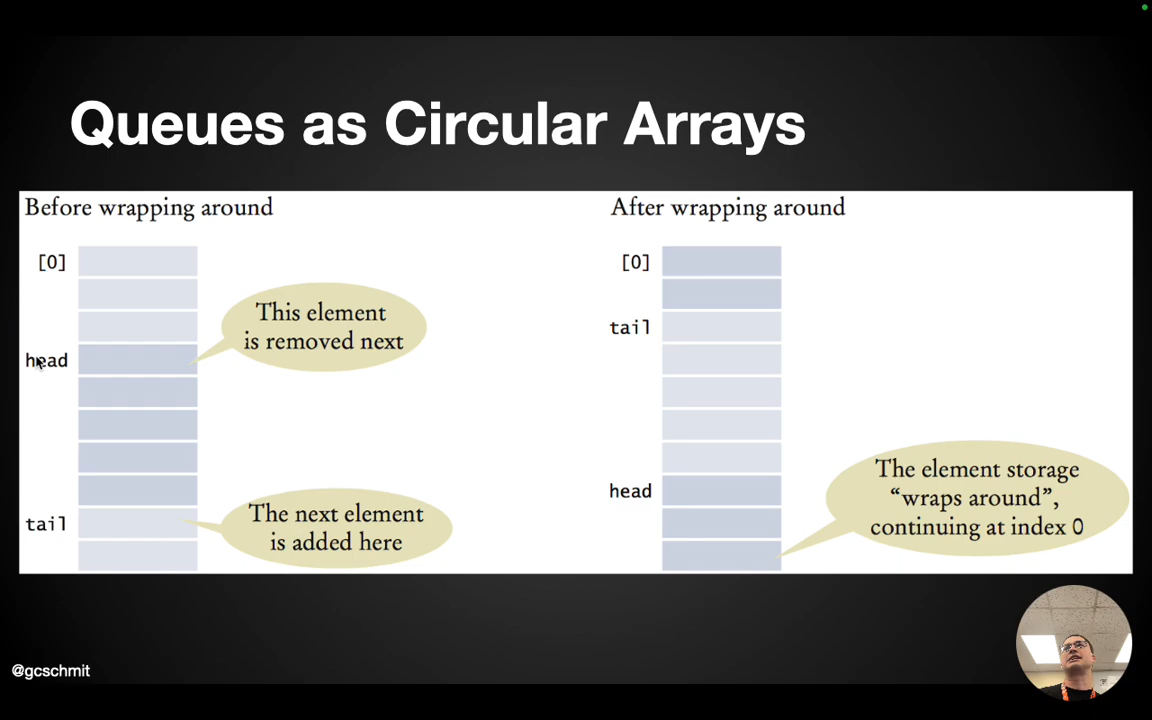 Queues as Circular Arrays
Before wrapping around
[0]
This element
is removed next
head
The next element
is added here
tail
After wrapping around
[0]
tail
head
The element storage
“wraps around”,
continuing at index 0
@gcschmit